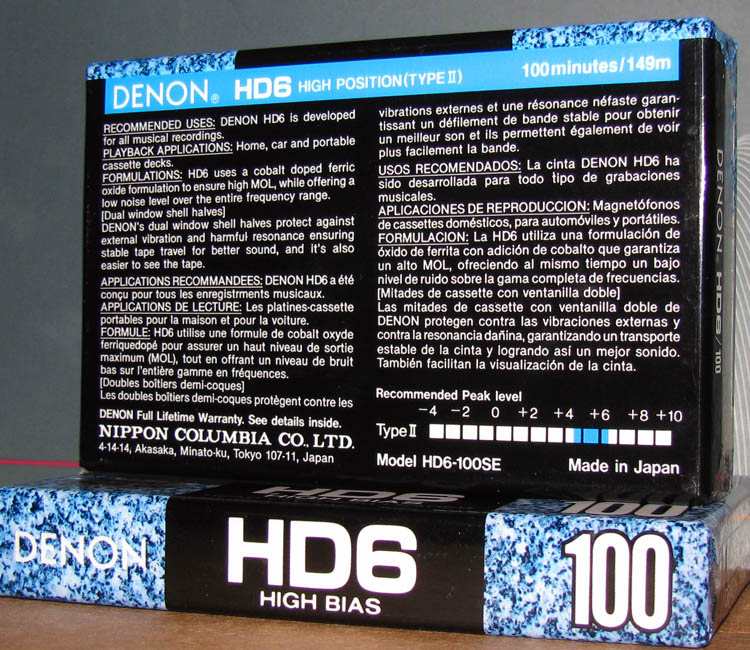 DENON® HD6 HIGH POSITION (TYPE II) 100minutes/149m
RECOMMENDED USES: DENON HD6 is developed
for all musical recordings.
PLAYBACK APPLICATIONS: Home, car and portable
cassette decks.
FORMULATIONS: HD6 uses a cobalt doped ferric
oxide formulation to ensure high MOL, while offering a
low noise level over the entire frequency range.
[Dual window shell halves]
DENON's dual window shell halves protect against
external vibration and harmful resonance ensuring
stable tape travel for better sound, and it's also
easier to see the tape.
APPLICATIONS RECOMMANDEES: DENON HD6 a été
conçu pour tous les enregistrments musicaux.
APPLICATIONS DE LECTURE: Les platines-cassette
portables pour la maison et pour la voiture.
FORMULE: HD6 utilise une formule de cobalt oxyde
ferriquedopé pour assurer un haut niveau de sortie
maximum (MOL), tout en offrant un niveau de bruit
bas sur l'entière gamme en fréquences.
[Doubles boîtiers demi-coques]
Les doubles boîtiers demi-coques protègent contre les
DENON Full Lifetime Warranty. See details inside.
NIPPON COLUMBIA CO., LTD.
4-14-14, Akasaka, Minato-ku, Tokyo 107-11, Japan
vibrations externes et une résonance néfaste garan-
tissant un défilement de bande stable pour obtenir
un meilleur son et ils permettent également de voir
plus facilement la bande.
USOS RECOMENDADOS: La cinta DENON HD6 ha
sido desarrollada para todo tipo de grabaciones
musicales.
APLICACIONES DE REPRODUCCION: Magnetófonos
de cassettes domésticos, para automóviles y portátiles.
FORMULACION: La HD6 utiliza una formulación de
óxido de ferrita con adición de cobalto que garantiza
un alto MOL, ofreciendo al mismo tiempo un bajo
nivel de ruido sobre la gama completa de frecuencias.
[Mitades de cassette con ventanilla doble]
Las mitades de cassette con ventanilla doble de
DENON protegen contra las vibraciones externas y
contra la resonancia dañina, garantizando un transporte
estable de la cinta y logrando así un mejor sonido.
También facilitan la visualización de la cinta.
Recommended Peak level
-4 -2 0 +2 +4 +6 +8 +10
Type II
Model HD6-100SE Made in Japan
DENON HD6/100
HD6 100
DENON HD6 100
HIGH BIAS